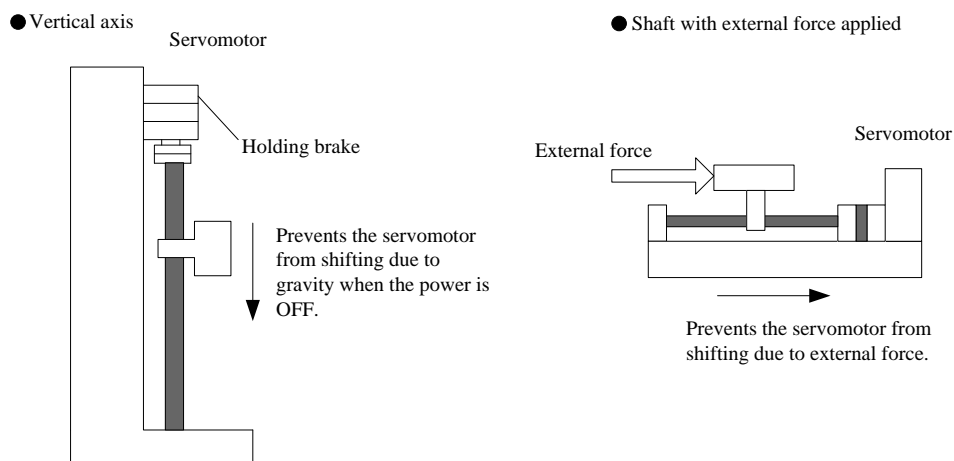 ● Vertical axis
Servomotor
Holding brake
Prevents the servomotor
from shifting due to
gravity when the power is
OFF.
● Shaft with external force applied
Servomotor
External force
Prevents the servomotor from
shifting due to external force.